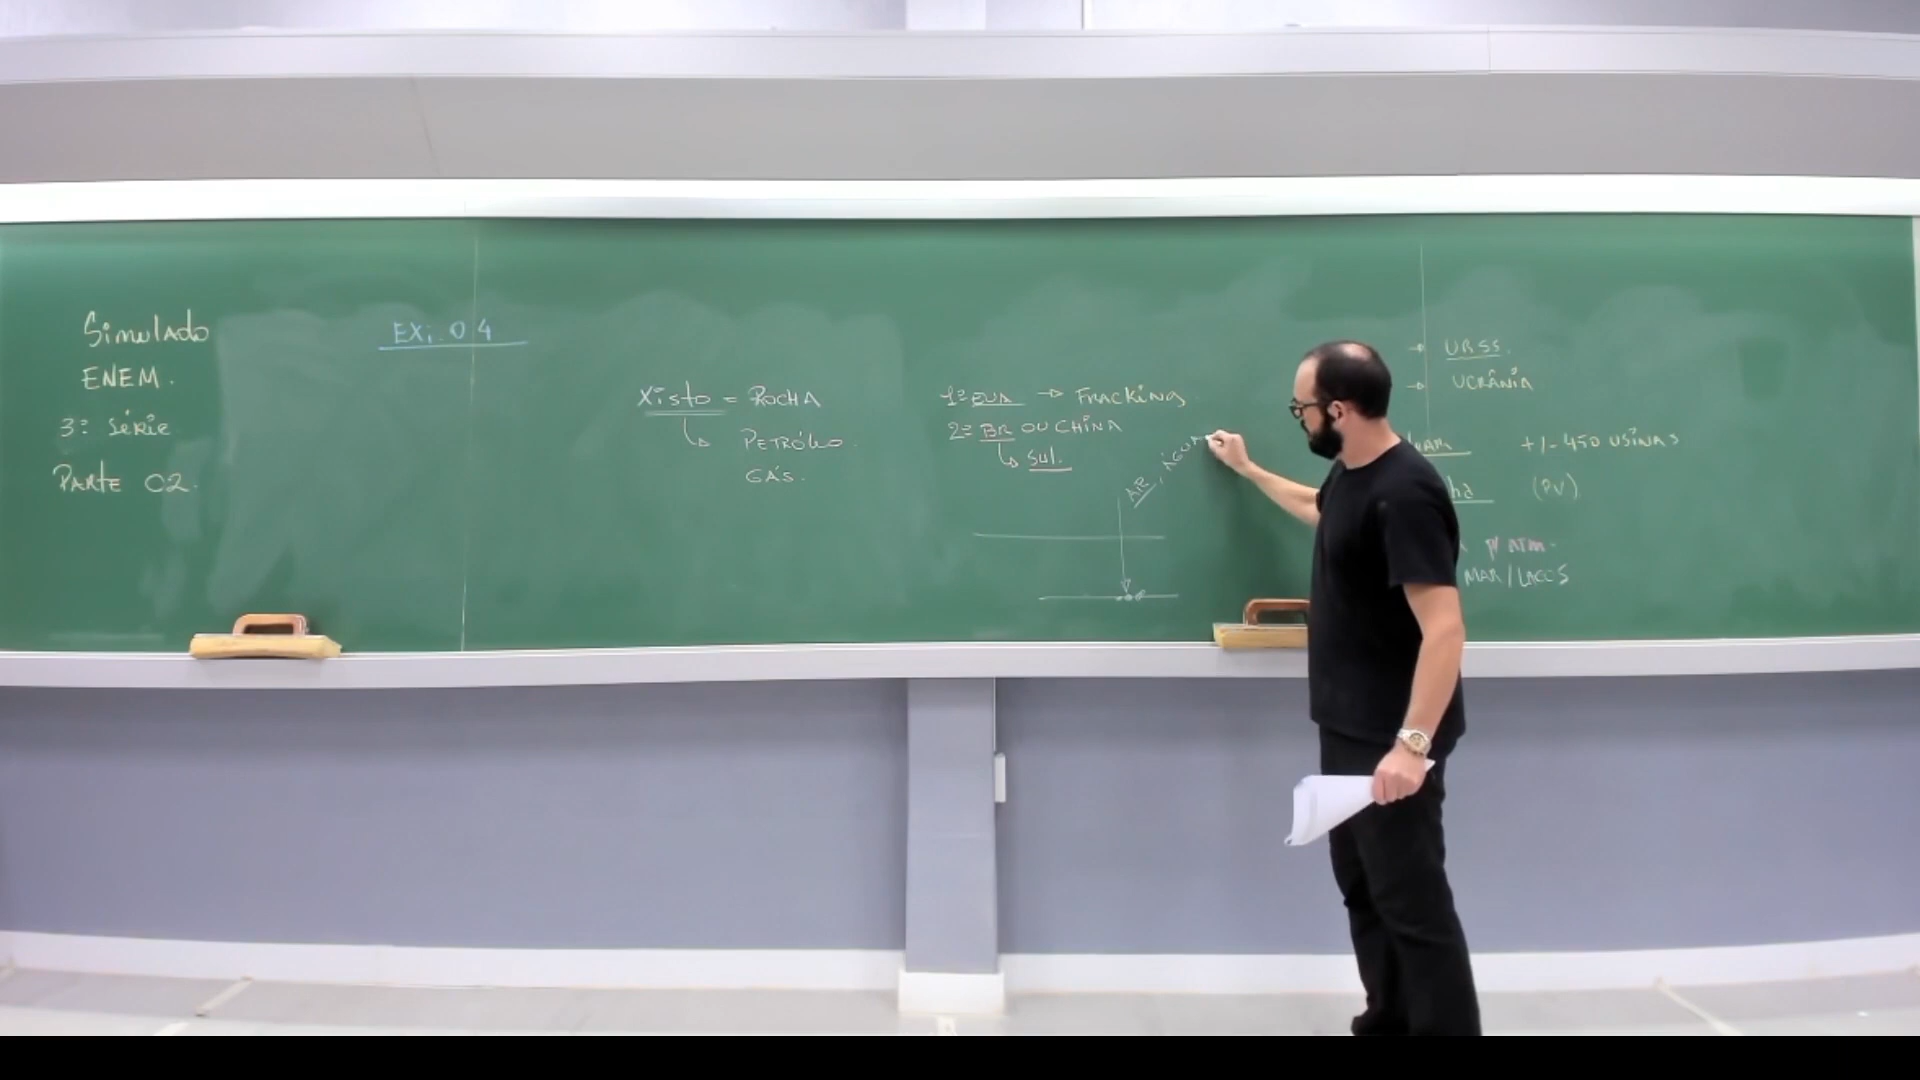 Simulado
ENEM.
3ª Série
Parte 02.
EXi. 04
Xisto = ROCHA
PETRÓLEO.
GÁS.
1º EUA → FRACKiNG
2º BR OU CHiNA
SUL.
AR, ÁGUA
→ URSS.
→ UCRÂNiA
+/- 450 USiNAS
(PV)
P/ ATM.
MAR/LAGOS